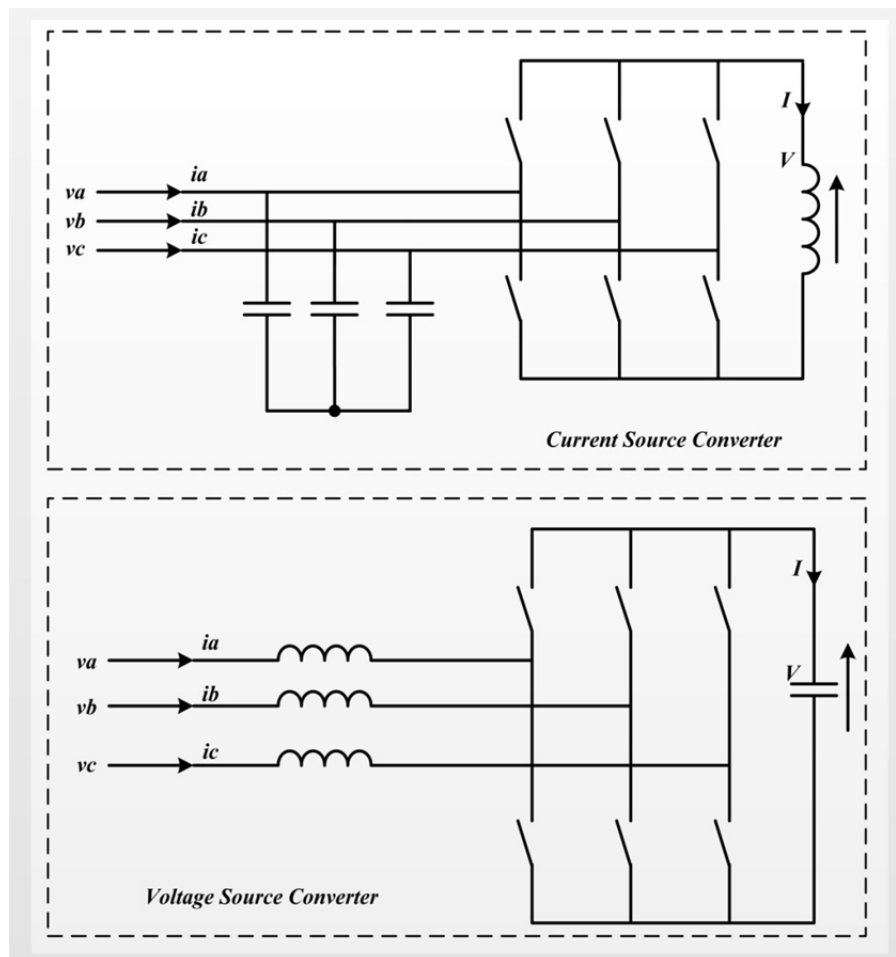 I
V
ia
va
ib
vb
ic
vc
Current Source Converter
I
ia
va
V
ib
vb
ic
vc
Voltage Source Converter